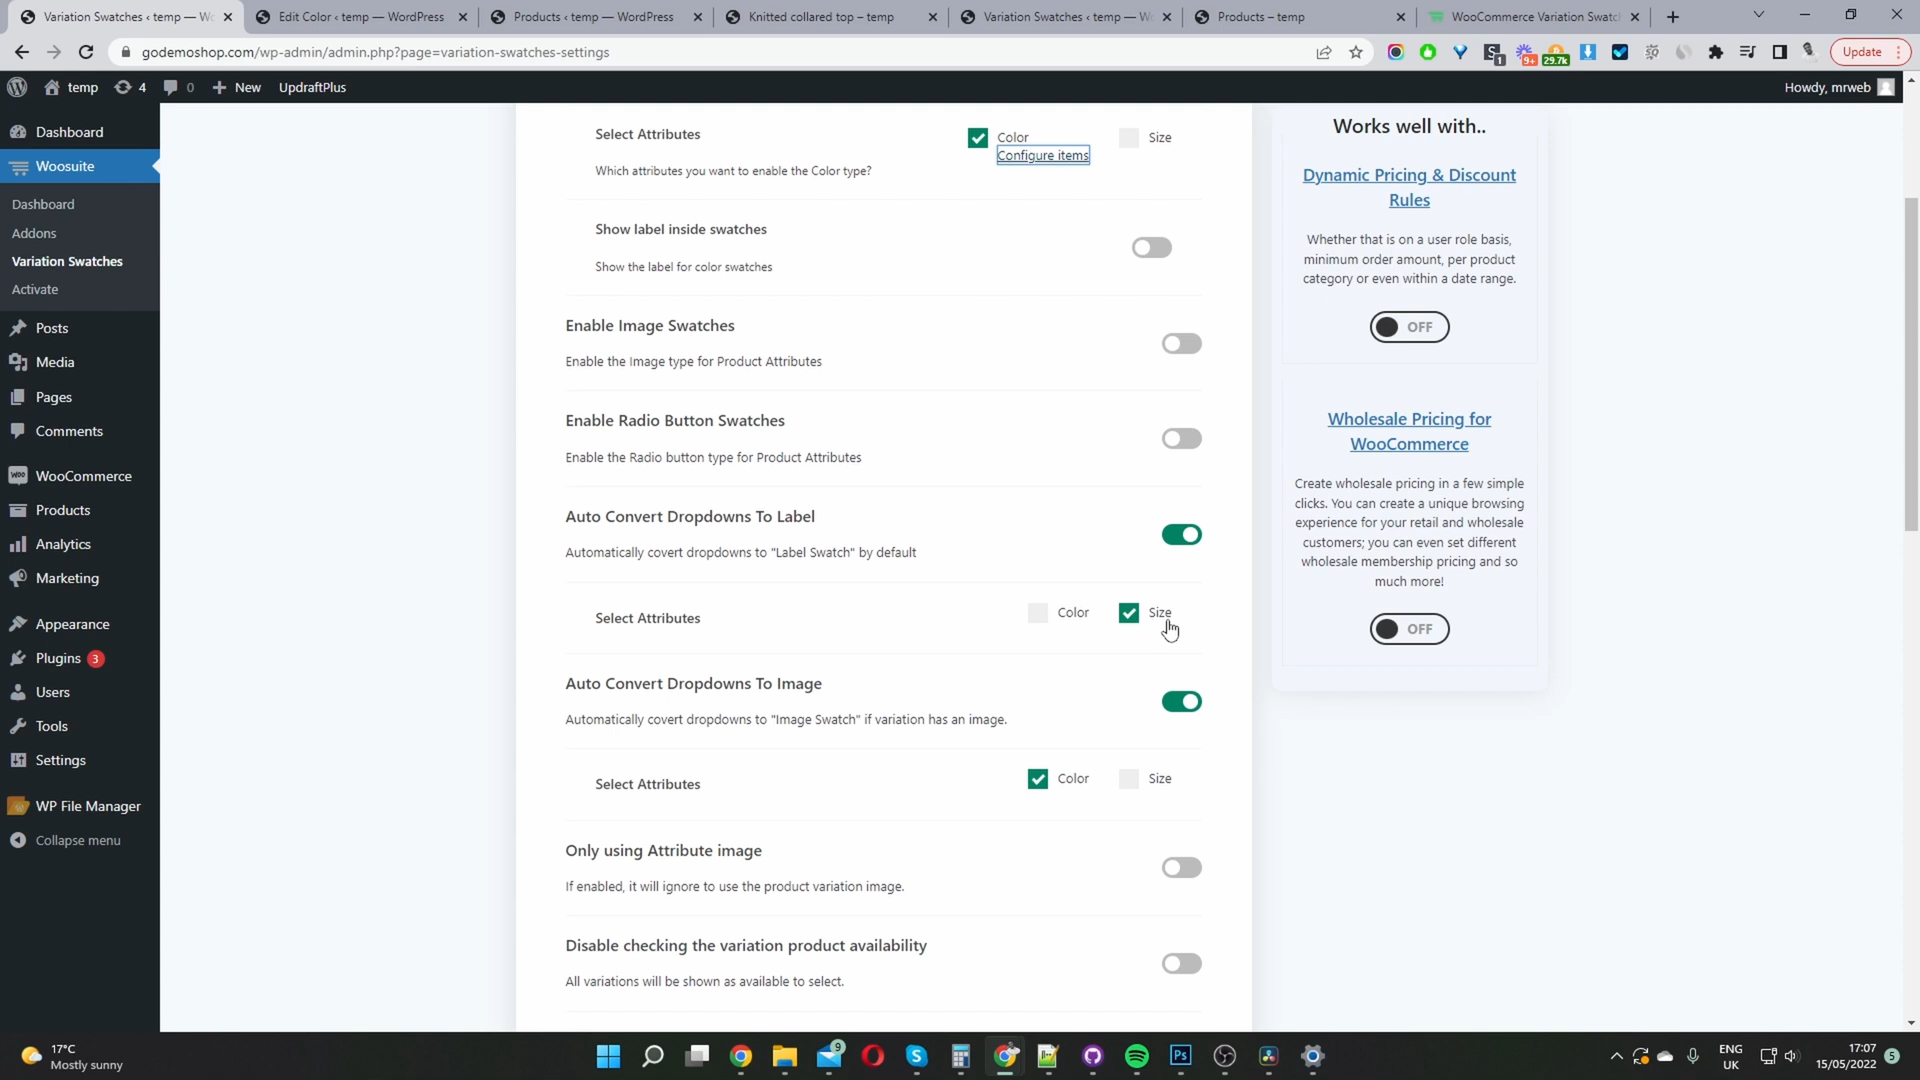 Variation Swatches ‹ temp — W
Edit Color ‹ temp — WordPress
Products ‹ temp — WordPress
Knitted collared top – temp
Variation Swatches ‹ temp — W
Products – temp
WooCommerce Variation Swatc
godemoshop.com/wp-admin/admin.php?page=variation-swatches-settings
1
9+
29.7k
Update
temp
4
0
New
UpdraftPlus
Howdy, mrweb
Dashboard
Woosuite
Dashboard
Addons
Variation Swatches
Activate
Posts
Media
Pages
Comments
WooCommerce
Products
Analytics
Marketing
Appearance
Plugins 3
Users
Tools
Settings
WP File Manager
Collapse menu
Select Attributes
Which attributes you want to enable the Color type?
Color
Configure items
Size
Show label inside swatches
Show the label for color swatches
Enable Image Swatches
Enable the Image type for Product Attributes
Enable Radio Button Swatches
Enable the Radio button type for Product Attributes
Auto Convert Dropdowns To Label
Automatically covert dropdowns to "Label Swatch" by default
Select Attributes
Color
Size
Auto Convert Dropdowns To Image
Automatically covert dropdowns to "Image Swatch" if variation has an image.
Select Attributes
Color
Size
Only using Attribute image
If enabled, it will ignore to use the product variation image.
Disable checking the variation product availability
All variations will be shown as available to select.
Works well with..
Dynamic Pricing & Discount
Rules
Whether that is on a user role basis,
minimum order amount, per product
category or even within a date range.
OFF
Wholesale Pricing for
WooCommerce
Create wholesale pricing in a few simple
clicks. You can create a unique browsing
experience for your retail and wholesale
customers; you can even set different
wholesale membership pricing and so
much more!
OFF
17°C
Mostly sunny
9
Ps
ENG
UK
17:07
15/05/2022
5